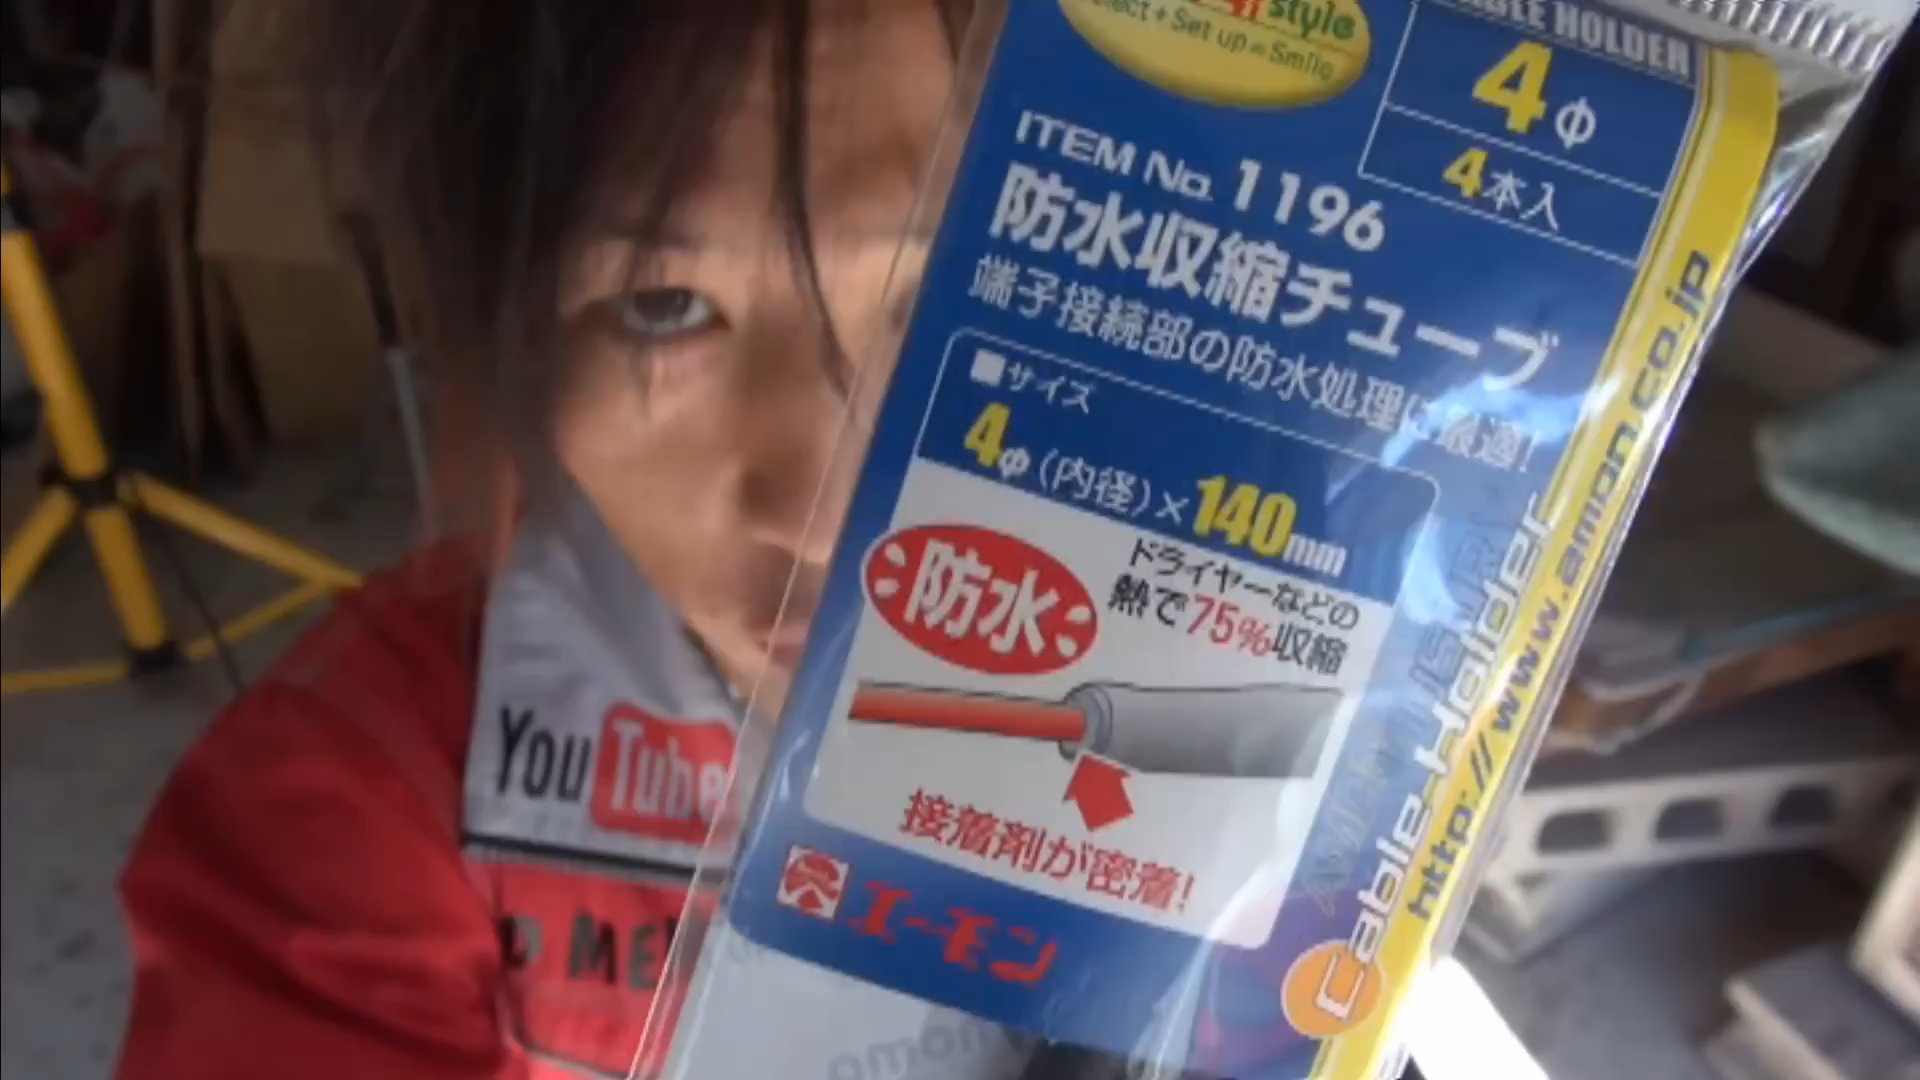 style
+ Set up = Smile
HOLDER
4φ
4本入
ITEM No. 1196
防水収縮チューブ
端子接続部の防水処理に最適!
■サイズ
4φ(内径)×140mm
防水
ドライヤーなどの
熱で75%収縮
接着剤が密着!
エーモン
Cable Holder
http://www.amon.co.jp
YouTube